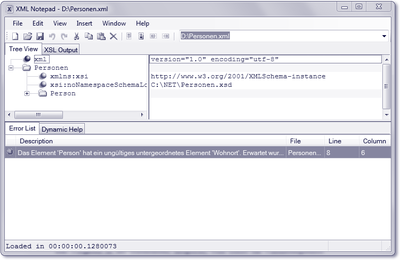 XML Notepad - D:\Personen.xml
File View Insert Window Help
D:\Personen.xml
Tree View XSL Output
xml version="1.0" encoding="utf-8"
Personen
xmlns:xsi http://www.w3.org/2001/XMLSchema-instance
xsi:noNamespaceSchemaLo C:\NET\Personen.xsd
Person
Error List Dynamic Help
Description File Line Column
Das Element 'Person' hat ein ungültiges untergeordnetes Element 'Wohnort'. Erwartet wur... Personen... 8 6
Loaded in 00:00:00.1280073